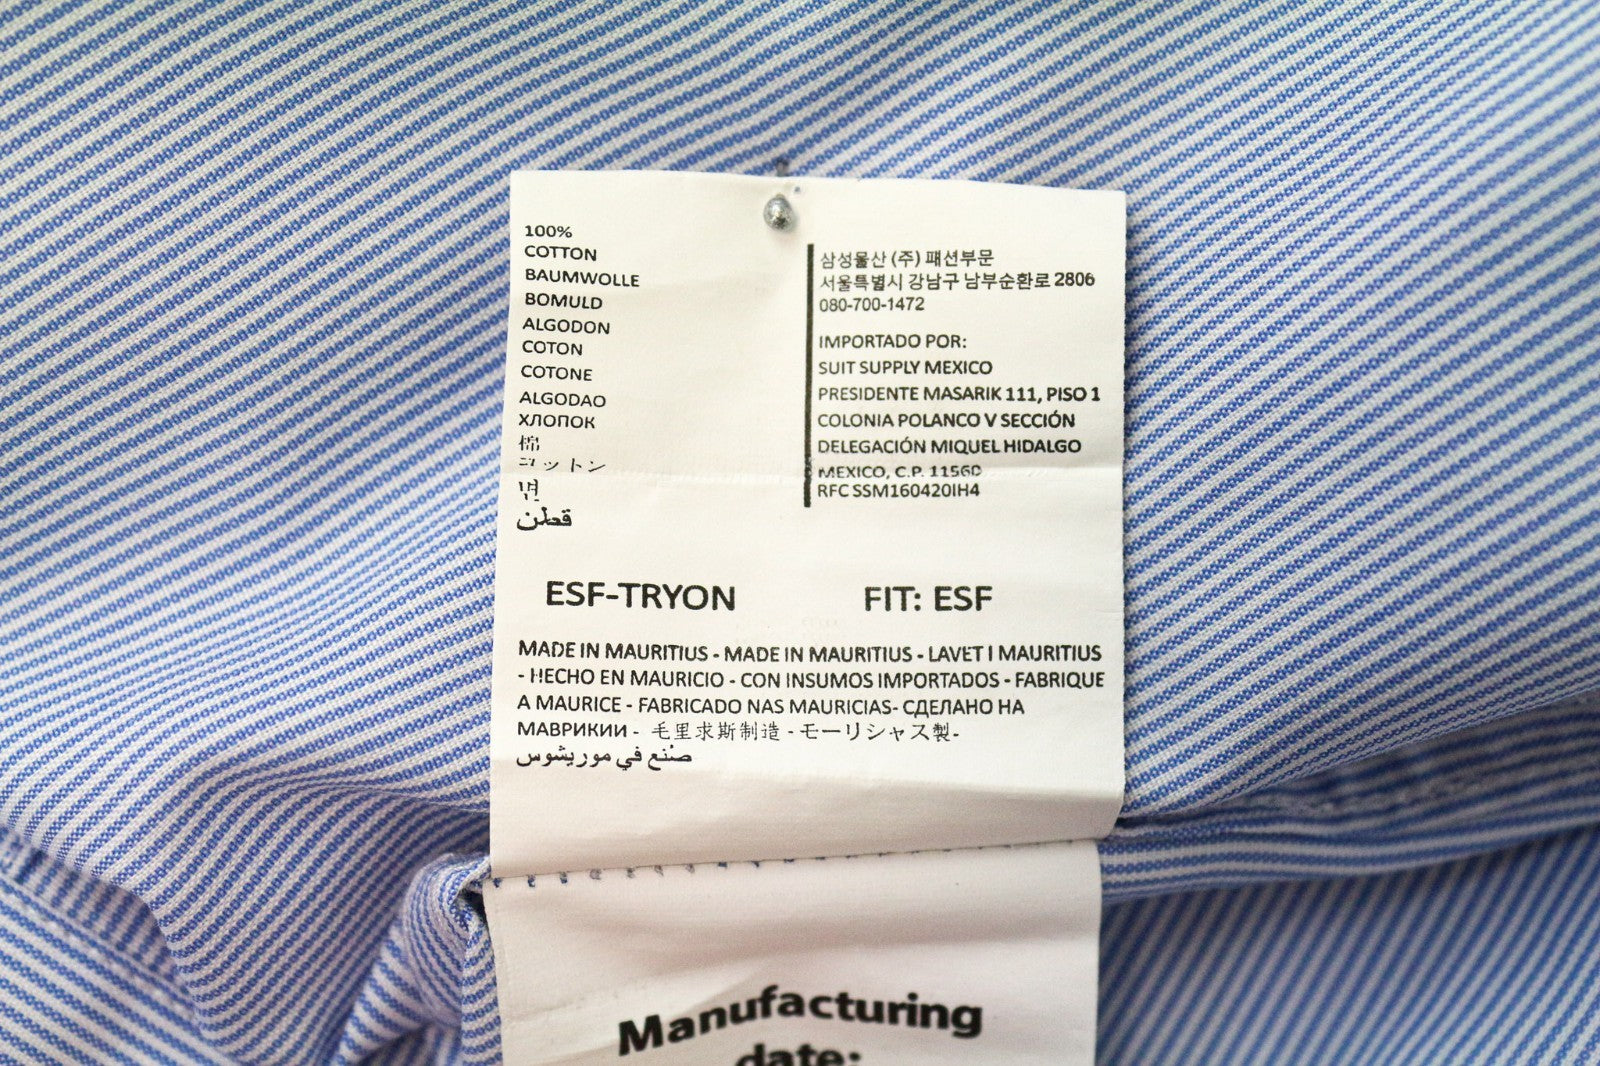 100%
COTTON
BAUMWOLLE
BOMULD
ALGODON
COTON
COTONE
ALGODAO
ХЛОПОК
棉
コットン
면
قطن
삼성물산 (주) 패션부문
서울특별시 강남구 남부순환로 2806
080-700-1472
IMPORTADO POR:
SUIT SUPPLY MEXICO
PRESIDENTE MASARIK 111, PISO 1
COLONIA POLANCO V SECCIÓN
DELEGACIÓN MIQUEL HIDALGO
MEXICO, C.P. 11560
RFC SSM160420IH4
ESF-TRYON
FIT: ESF
MADE IN MAURITIUS - MADE IN MAURITIUS - LAVET I MAURITIUS
- HECHO EN MAURICIO - CON INSUMOS IMPORTADOS - FABRIQUE
A MAURICE - FABRICADO NAS MAURICIAS- СДЕЛАНО НА
МАВРИКИИ - 毛里求斯制造 - モーリシャス製-
صنع في موريشوس
Manufacturing
date: